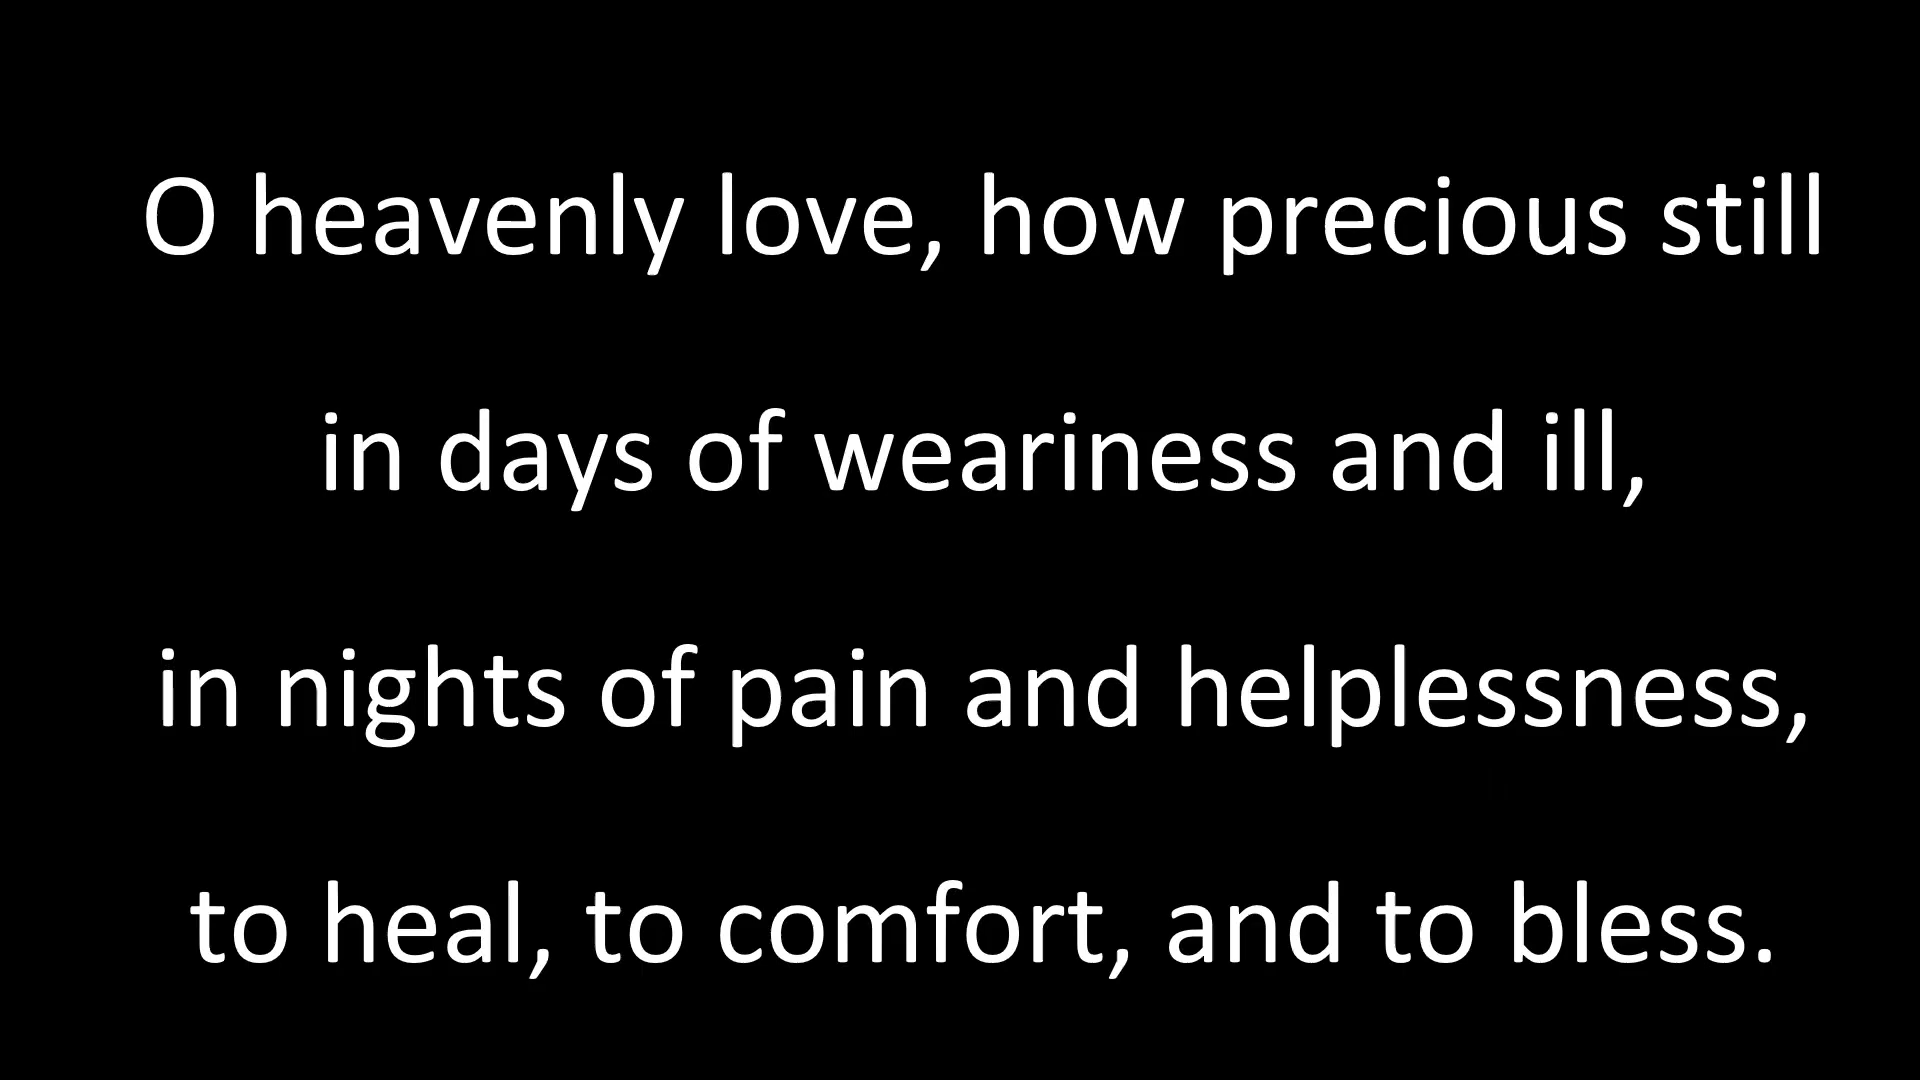 O heavenly love, how precious still
in days of weariness and ill,
in nights of pain and helplessness,
to heal, to comfort, and to bless.